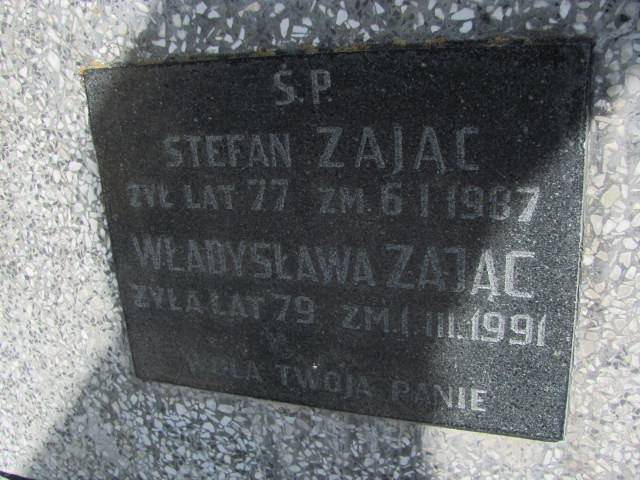 Ś.P.
STEFAN ZAJĄC
ŻYŁ LAT 77 ZM. 6 I 1987
WŁADYSŁAWA ZAJĄC
ŻYŁA LAT 79 ZM. I. III. 1991
WOLA TWOJA PANIE